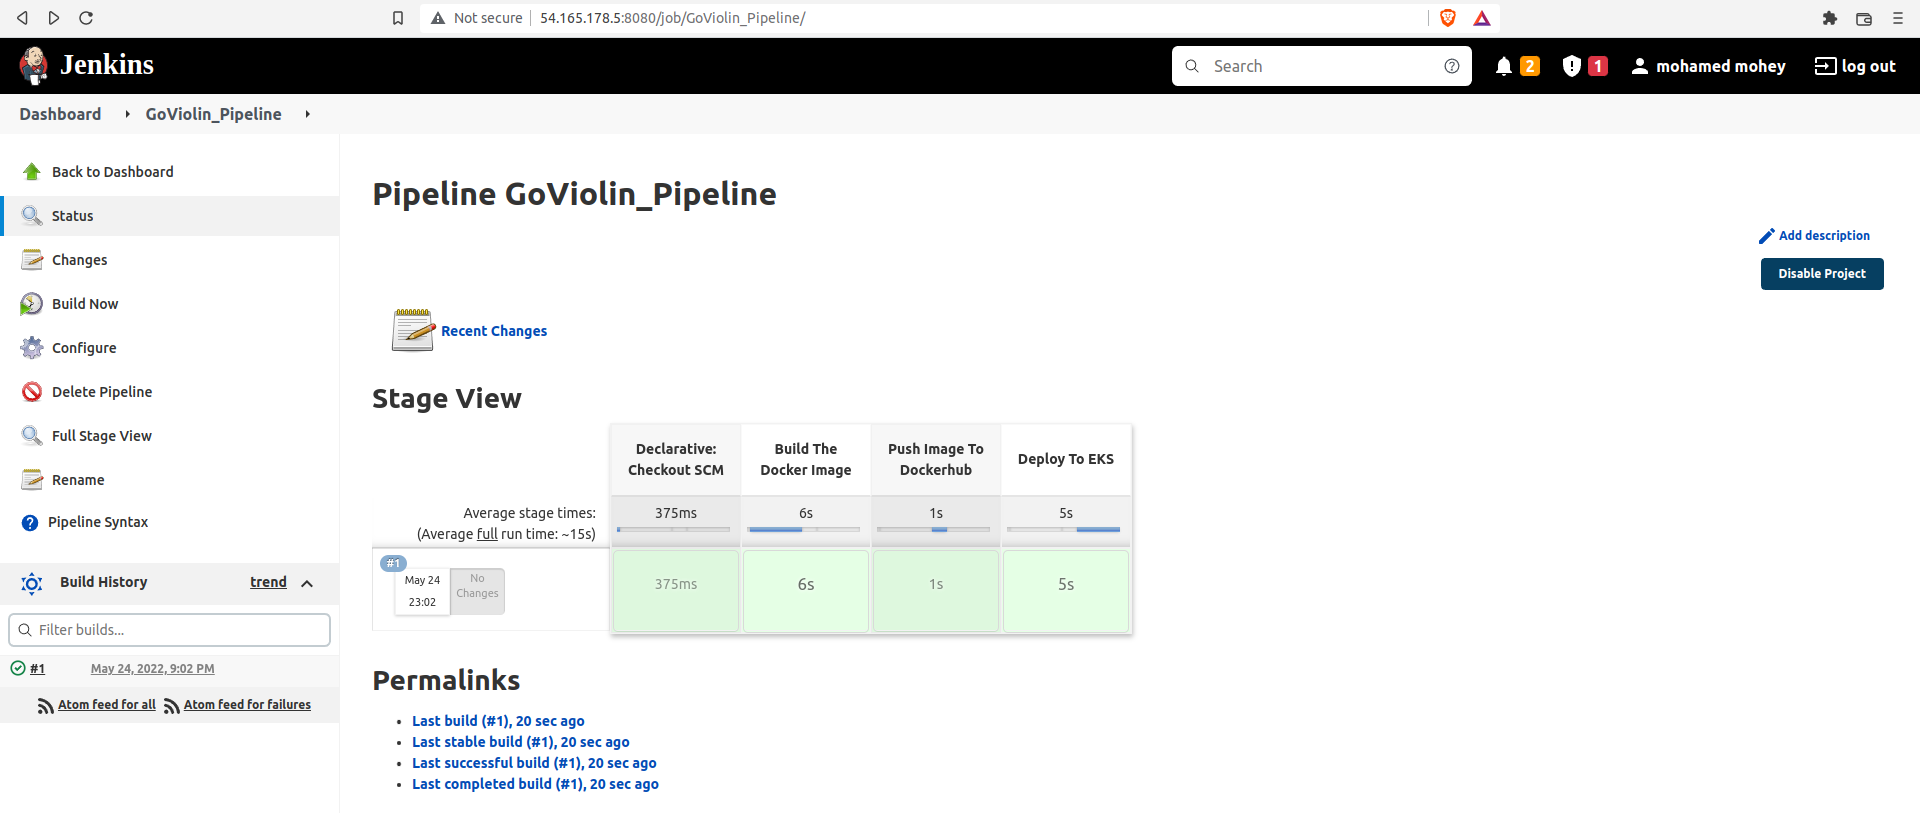 Not secure 54.165.178.5:8080/job/GoViolin_Pipeline/
Jenkins
Search
2
1
mohamed mohey
log out
Dashboard
GoViolin_Pipeline
Back to Dashboard
Status
Changes
Build Now
Configure
Delete Pipeline
Full Stage View
Rename
Pipeline Syntax
Build History
trend
Filter builds...
#1
May 24, 2022, 9:02 PM
Atom feed for all
Atom feed for failures
Pipeline GoViolin_Pipeline
Add description
Disable Project
Recent Changes
Stage View
Declarative:
Checkout SCM
Build The
Docker Image
Push Image To
Dockerhub
Deploy To EKS
Average stage times:
(Average full run time: ~15s)
375ms
6s
1s
5s
#1
May 24
23:02
No
Changes
375ms
6s
1s
5s
Permalinks
Last build (#1), 20 sec ago
Last stable build (#1), 20 sec ago
Last successful build (#1), 20 sec ago
Last completed build (#1), 20 sec ago